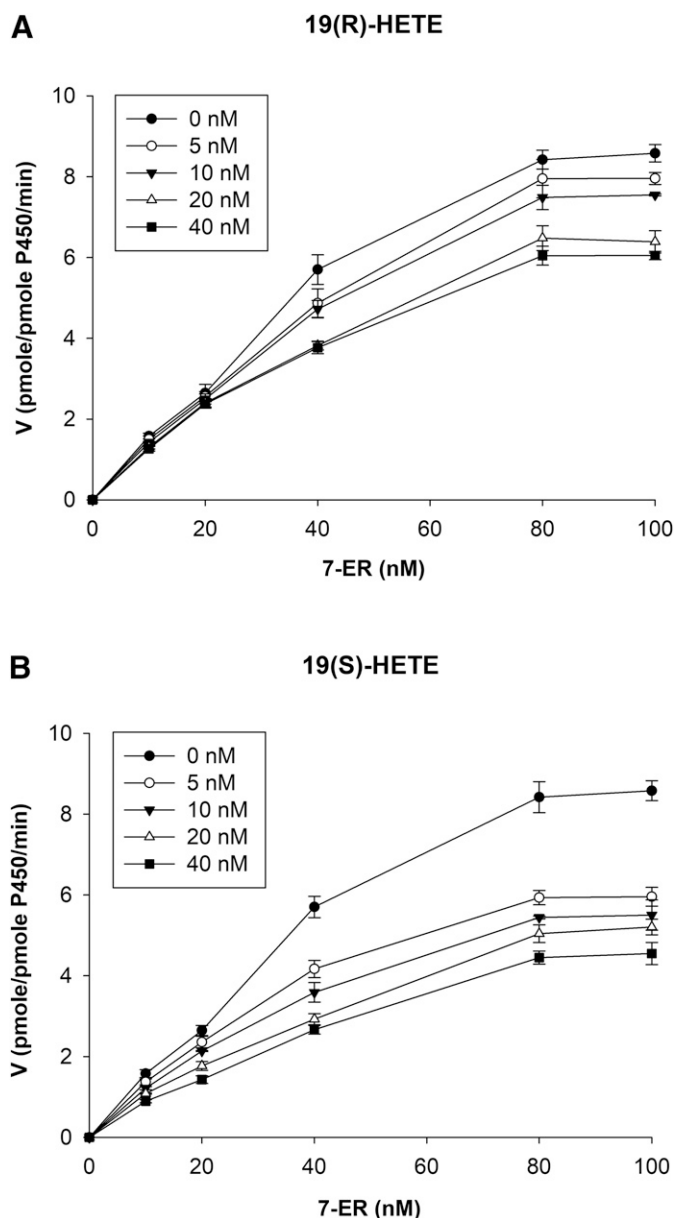 A
19(R)-HETE
10
8
6
4
2
0
V (pmole/pmole P450/min)
0 nM
5 nM
10 nM
20 nM
40 nM
0 20 40 60 80 100
7-ER (nM)
B
19(S)-HETE
10
8
6
4
2
0
V (pmole/pmole P450/min)
0 nM
5 nM
10 nM
20 nM
40 nM
0 20 40 60 80 100
7-ER (nM)